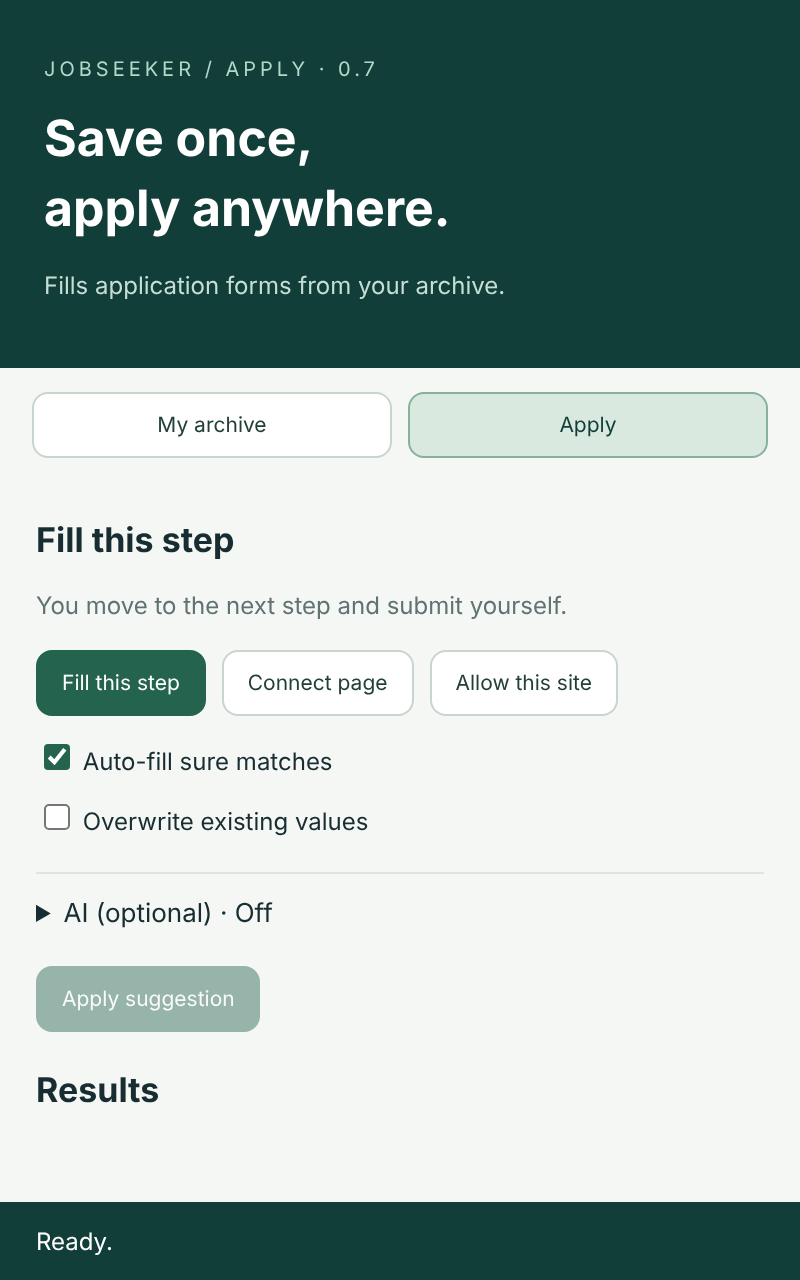 JOBSEEKER / APPLY · 0.7
Save once,
apply anywhere.
Fills application forms from your archive.
My archive
Apply
Fill this step
You move to the next step and submit yourself.
Fill this step
Connect page
Allow this site
Auto-fill sure matches
Overwrite existing values
AI (optional) · Off
Apply suggestion
Results
Ready.